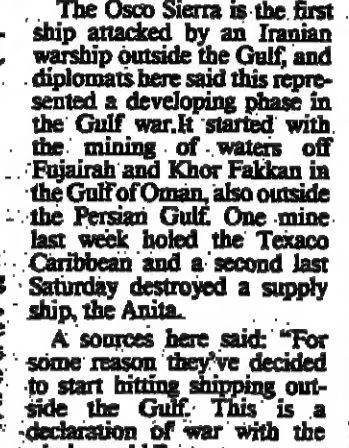 The Osco Sierra is the first
ship attacked by an Iranian
warship outside the Gulf, and
diplomats here said this repre-
sented a developing phase in
the Gulf war.It started with
the mining of waters off
Fujairah and Khor Fakkan in
the Gulf of Oman, also outside
the Persian Gulf. One mine
last week holed the Texaco
Caribbean and a second last
Saturday destroyed a supply
ship, the Anita.
A sources here said: "For
some reason they've decided
to start hitting shipping out-
side the Gulf. This is a
declaration of war with the